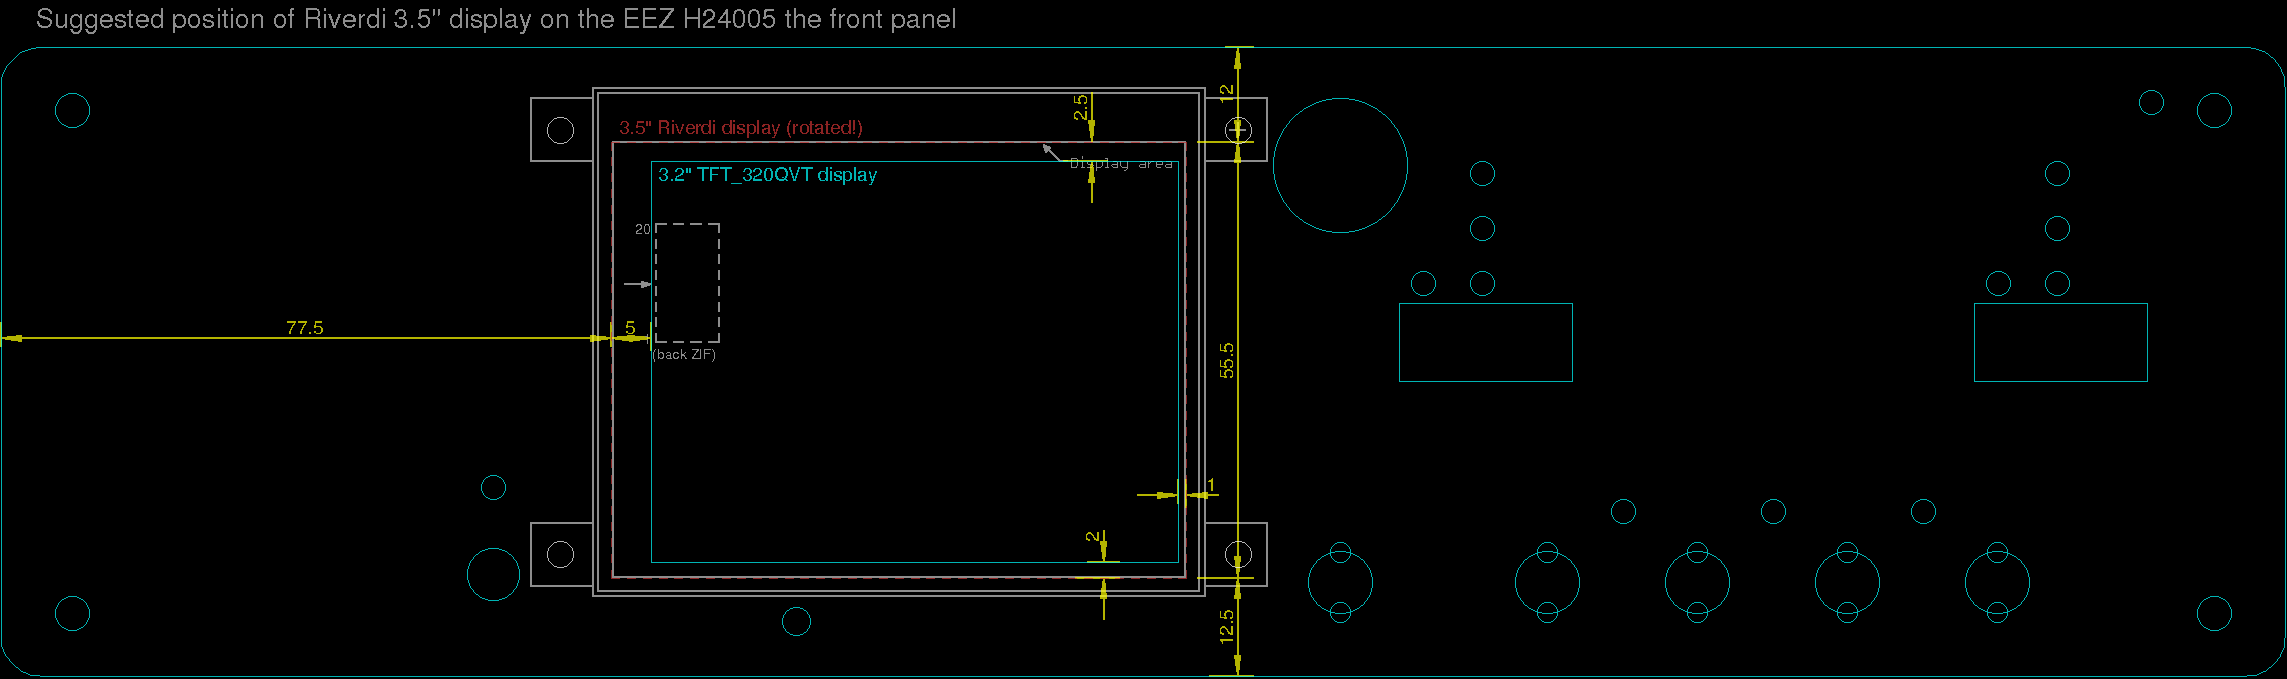 Suggested position of Riverdi 3.5" display on the EEZ H24005 the front panel
12
2.5
3.5" Riverdi display (rotated!)
Display area
3.2" TFT_320QVT display
20
77.5
5
(back ZIF)
55.5
1
2
12.5